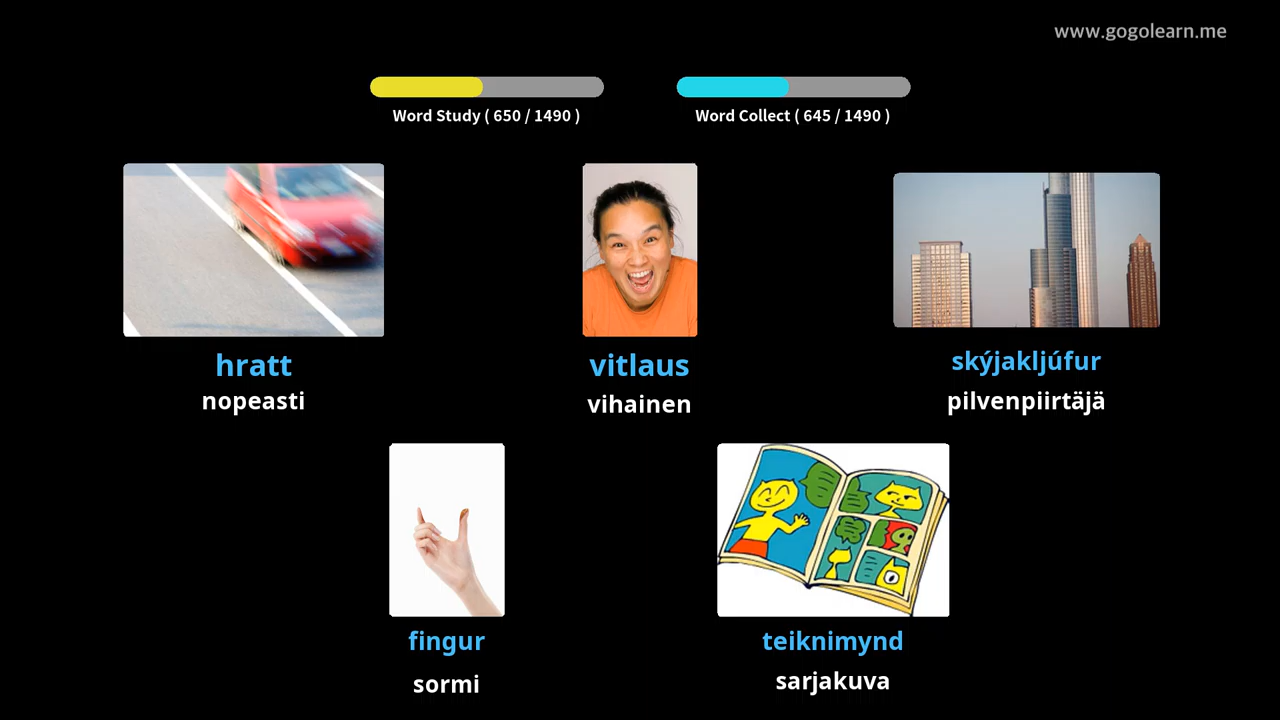 www.gogolearn.me
Word Study ( 650 / 1490 )
Word Collect ( 645 / 1490 )
hratt
nopeasti
vitlaus
vihainen
skýjakljúfur
pilvenpiirtäjä
fingur
sormi
teiknimynd
sarjakuva